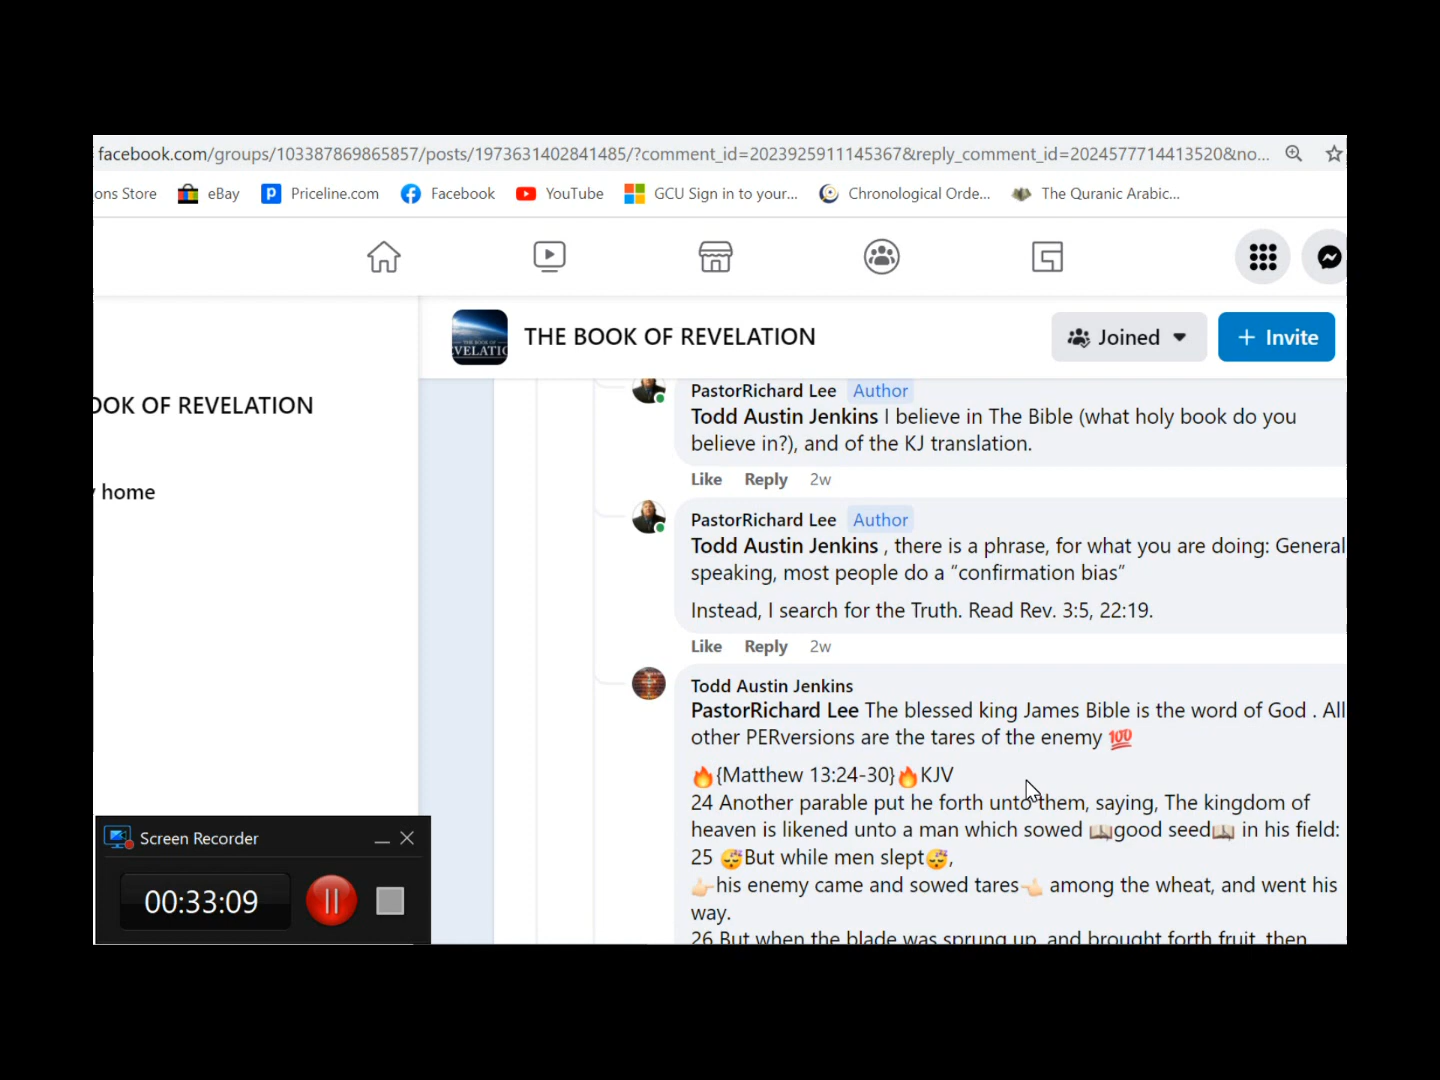 facebook.com/groups/103387869865857/posts/1973631402841485/?comment_id=2023925911145367&reply_comment_id=2024577714413520&no...
ons Store eBay Priceline.com Facebook YouTube GCU Sign in to your... Chronological Orde... The Quranic Arabic...
THE BOOK OF REVELATION
Joined
+ Invite
OOK OF REVELATION
home
PastorRichard Lee Author
Todd Austin Jenkins I believe in The Bible (what holy book do you
believe in?), and of the KJ translation.
Like Reply 2w
PastorRichard Lee Author
Todd Austin Jenkins , there is a phrase, for what you are doing: General
speaking, most people do a “confirmation bias”
Instead, I search for the Truth. Read Rev. 3:5, 22:19.
Like Reply 2w
Todd Austin Jenkins
PastorRichard Lee The blessed king James Bible is the word of God . All
other PERversions are the tares of the enemy 💯
🔥{Matthew 13:24-30}🔥KJV
24 Another parable put he forth unto them, saying, The kingdom of
heaven is likened unto a man which sowed 📖good seed📖 in his field:
25 😴But while men slept😴,
👉🏻his enemy came and sowed tares👈🏻 among the wheat, and went his
way.
26 But when the blade was sprung up, and brought forth fruit, then
Screen Recorder
00:33:09